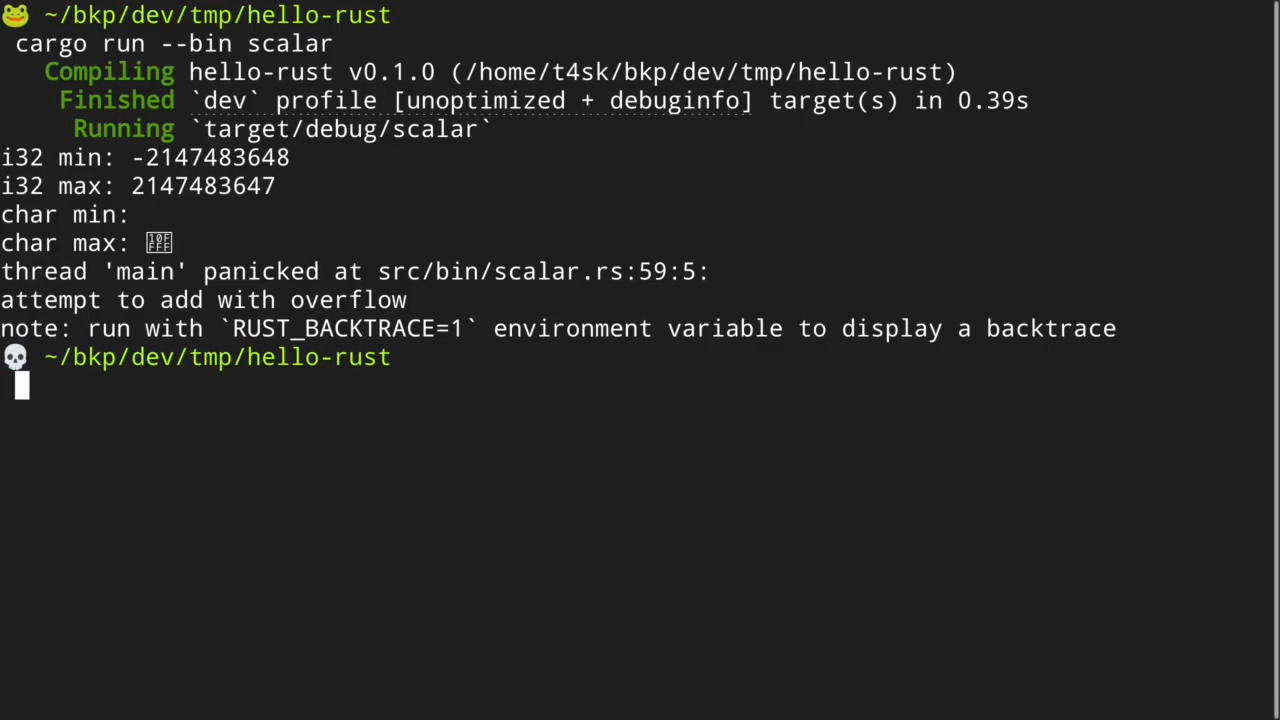 🐸 ~/bkp/dev/tmp/hello-rust
cargo run --bin scalar
Compiling hello-rust v0.1.0 (/home/t4sk/bkp/dev/tmp/hello-rust)
Finished `dev` profile [unoptimized + debuginfo] target(s) in 0.39s
Running `target/debug/scalar`
i32 min: -2147483648
i32 max: 2147483647
char min:
char max: 􏿿
thread 'main' panicked at src/bin/scalar.rs:59:5:
attempt to add with overflow
note: run with `RUST_BACKTRACE=1` environment variable to display a backtrace
💀 ~/bkp/dev/tmp/hello-rust